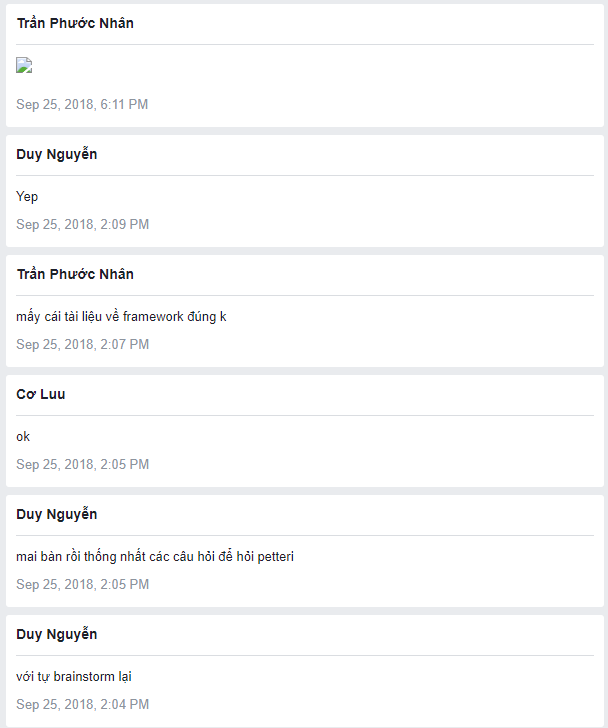 Trần Phước Nhân
Sep 25, 2018, 6:11 PM
Duy Nguyễn
Yep
Sep 25, 2018, 2:09 PM
Trần Phước Nhân
mấy cái tài liệu về framework đúng k
Sep 25, 2018, 2:07 PM
Cơ Luu
ok
Sep 25, 2018, 2:05 PM
Duy Nguyễn
mai bàn rồi thống nhất các câu hỏi để hỏi petteri
Sep 25, 2018, 2:05 PM
Duy Nguyễn
với tự brainstorm lại
Sep 25, 2018, 2:04 PM